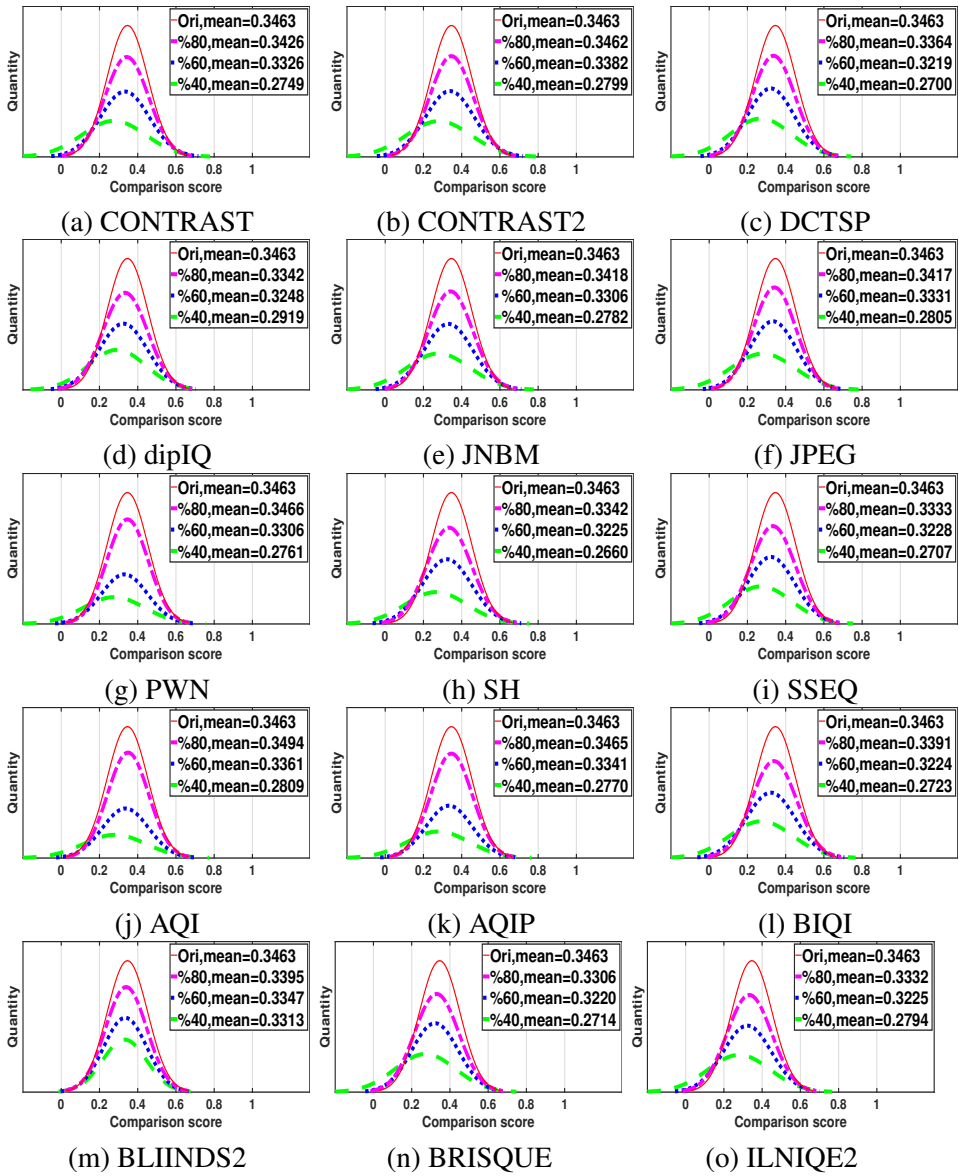 Quantity
Ori,mean=0.3463
%80,mean=0.3426
%60,mean=0.3326
%40,mean=0.2749
0 0.2 0.4 0.6 0.8 1
Comparison score
(a) CONTRAST
Quantity
Ori,mean=0.3463
%80,mean=0.3462
%60,mean=0.3382
%40,mean=0.2799
0 0.2 0.4 0.6 0.8 1
Comparison score
(b) CONTRAST2
Quantity
Ori,mean=0.3463
%80,mean=0.3364
%60,mean=0.3219
%40,mean=0.2700
0 0.2 0.4 0.6 0.8 1
Comparison score
(c) DCTSP
Quantity
Ori,mean=0.3463
%80,mean=0.3342
%60,mean=0.3248
%40,mean=0.2919
0 0.2 0.4 0.6 0.8 1
Comparison score
(d) dipIQ
Quantity
Ori,mean=0.3463
%80,mean=0.3418
%60,mean=0.3306
%40,mean=0.2782
0 0.2 0.4 0.6 0.8 1
Comparison score
(e) JNBM
Quantity
Ori,mean=0.3463
%80,mean=0.3417
%60,mean=0.3331
%40,mean=0.2805
0 0.2 0.4 0.6 0.8 1
Comparison score
(f) JPEG
Quantity
Ori,mean=0.3463
%80,mean=0.3466
%60,mean=0.3306
%40,mean=0.2761
0 0.2 0.4 0.6 0.8 1
Comparison score
(g) PWN
Quantity
Ori,mean=0.3463
%80,mean=0.3342
%60,mean=0.3225
%40,mean=0.2660
0 0.2 0.4 0.6 0.8 1
Comparison score
(h) SH
Quantity
Ori,mean=0.3463
%80,mean=0.3333
%60,mean=0.3228
%40,mean=0.2707
0 0.2 0.4 0.6 0.8 1
Comparison score
(i) SSEQ
Quantity
Ori,mean=0.3463
%80,mean=0.3494
%60,mean=0.3361
%40,mean=0.2809
0 0.2 0.4 0.6 0.8 1
Comparison score
(j) AQI
Quantity
Ori,mean=0.3463
%80,mean=0.3465
%60,mean=0.3341
%40,mean=0.2770
0 0.2 0.4 0.6 0.8 1
Comparison score
(k) AQIP
Quantity
Ori,mean=0.3463
%80,mean=0.3391
%60,mean=0.3224
%40,mean=0.2723
0 0.2 0.4 0.6 0.8 1
Comparison score
(l) BIQI
Quantity
Ori,mean=0.3463
%80,mean=0.3395
%60,mean=0.3347
%40,mean=0.3313
0 0.2 0.4 0.6 0.8 1
Comparison score
(m) BLIINDS2
Quantity
Ori,mean=0.3463
%80,mean=0.3306
%60,mean=0.3220
%40,mean=0.2714
0 0.2 0.4 0.6 0.8 1
Comparison score
(n) BRISQUE
Quantity
Ori,mean=0.3463
%80,mean=0.3332
%60,mean=0.3225
%40,mean=0.2794
0 0.2 0.4 0.6 0.8 1
Comparison score
(o) ILNIQE2